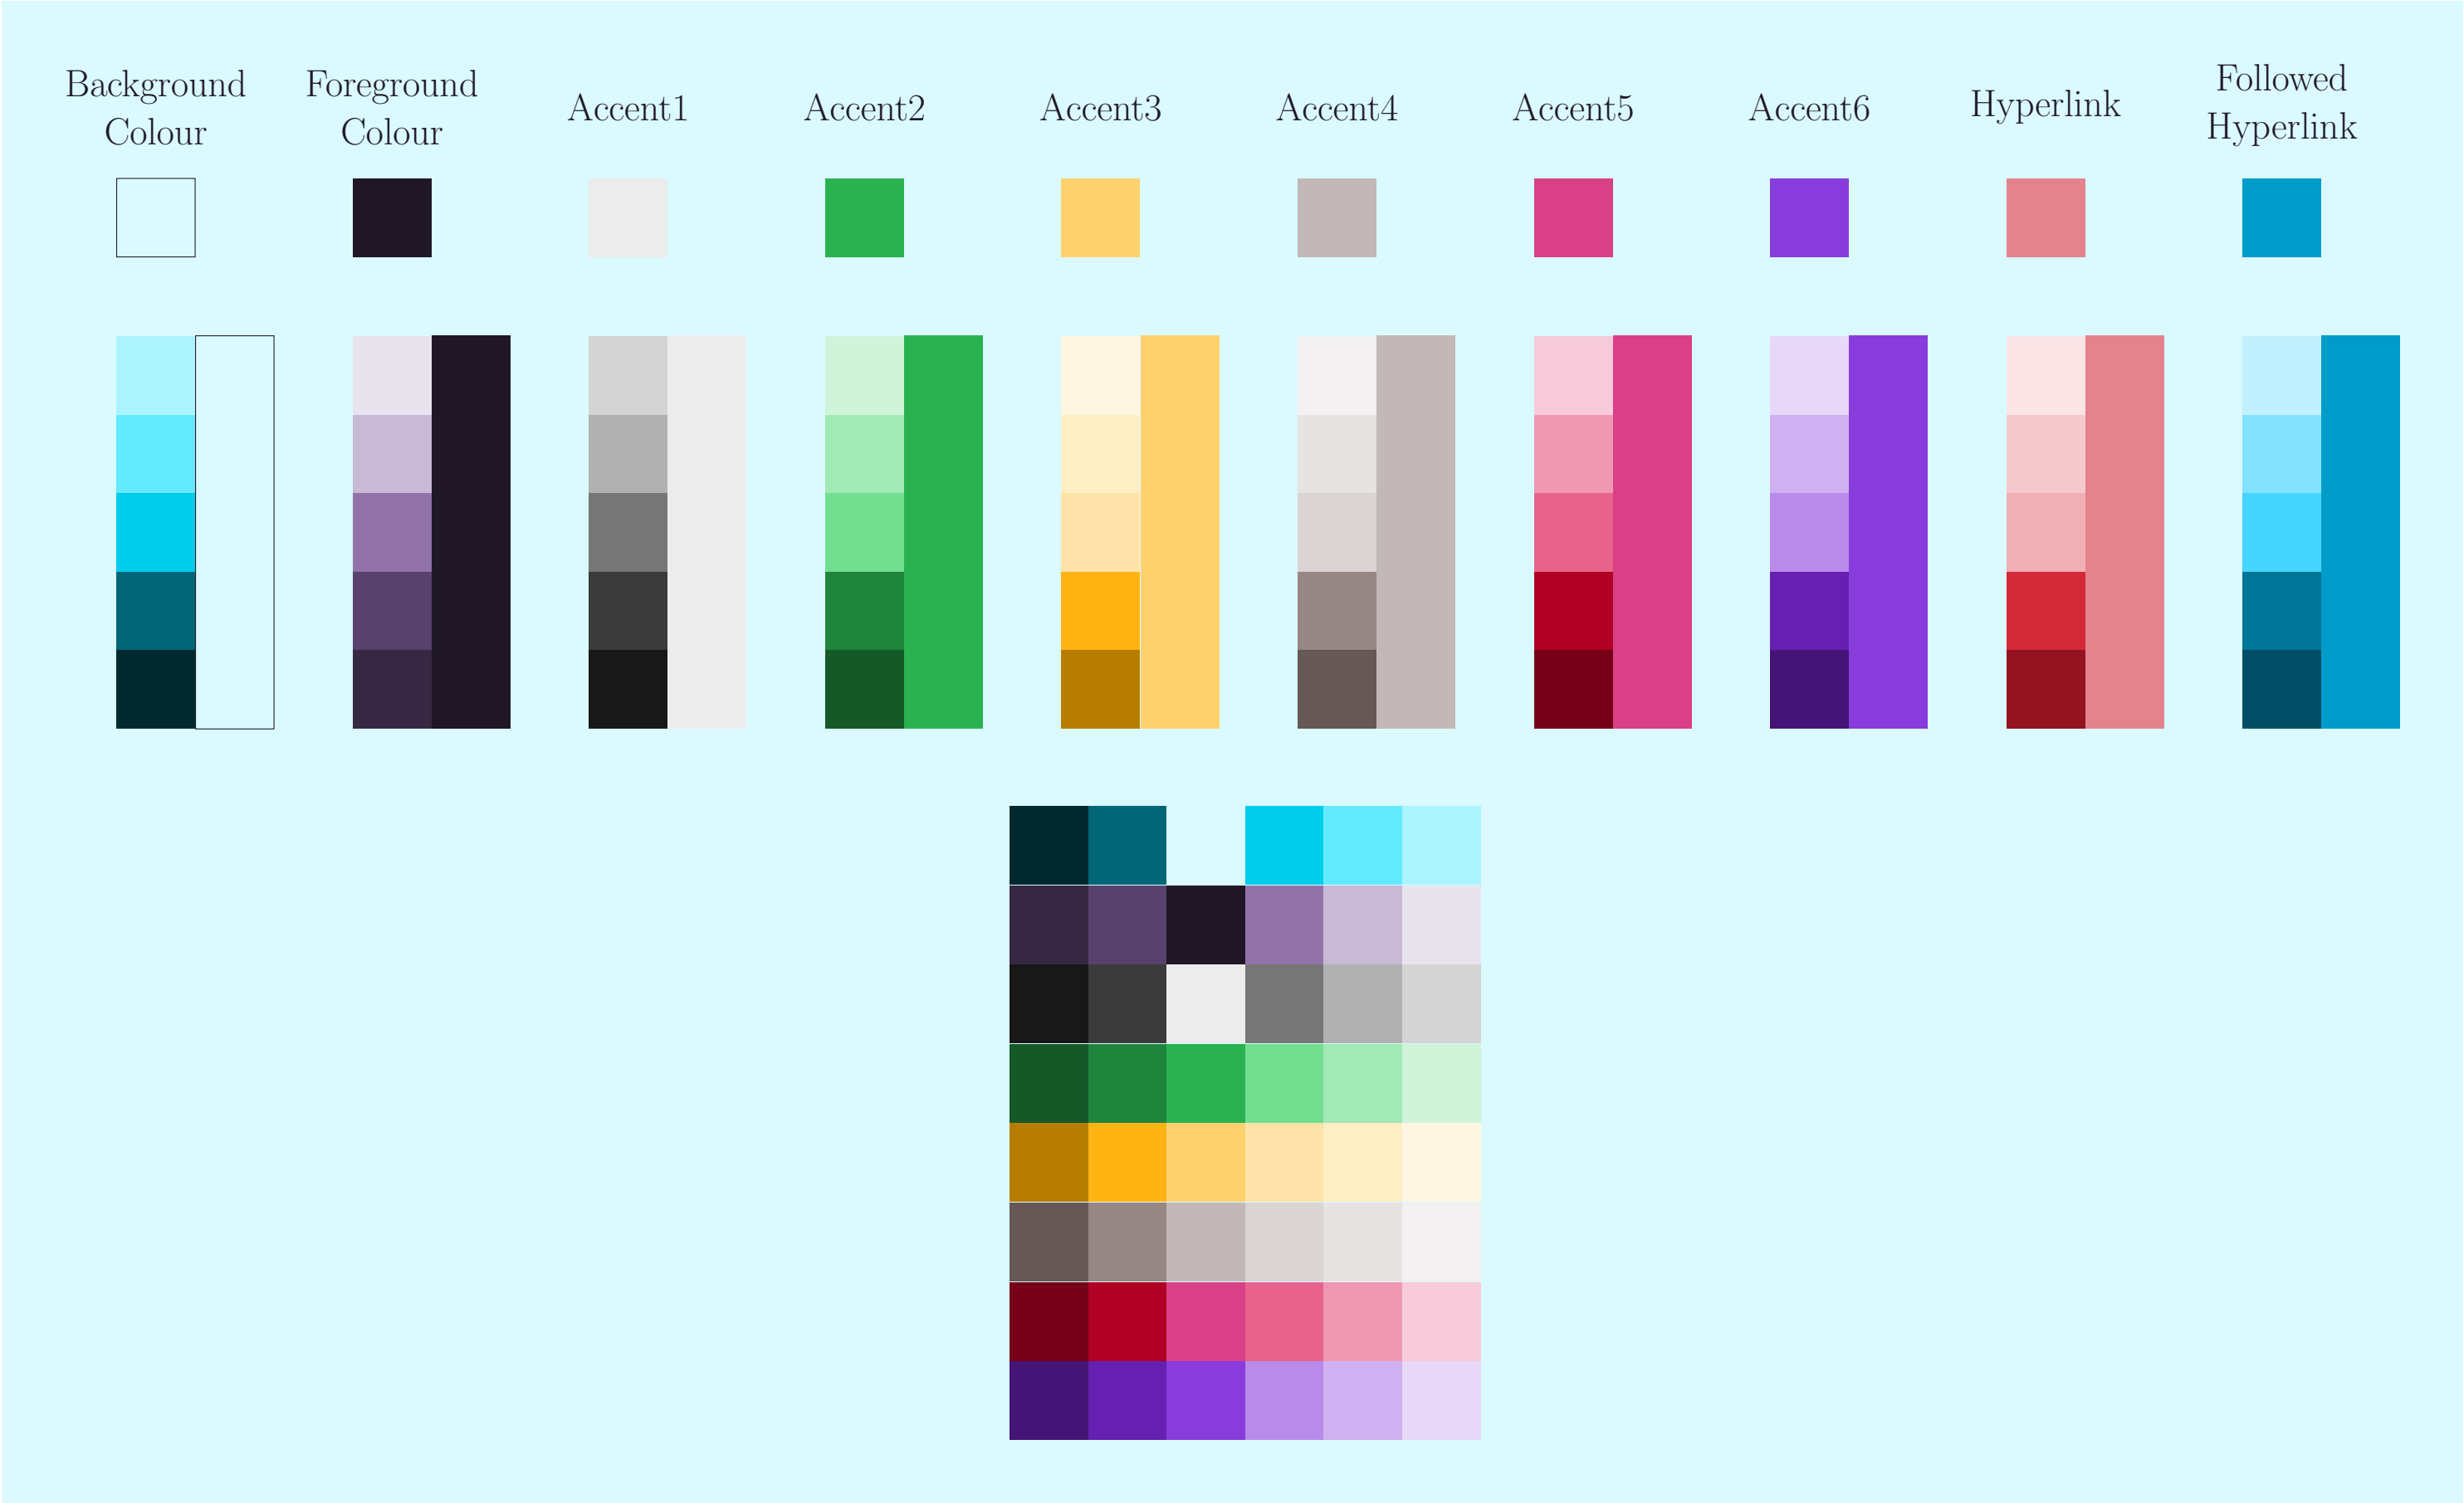 Background
Colour
Foreground
Colour
Accent1
Accent2
Accent3
Accent4
Accent5
Accent6
Hyperlink
Followed
Hyperlink